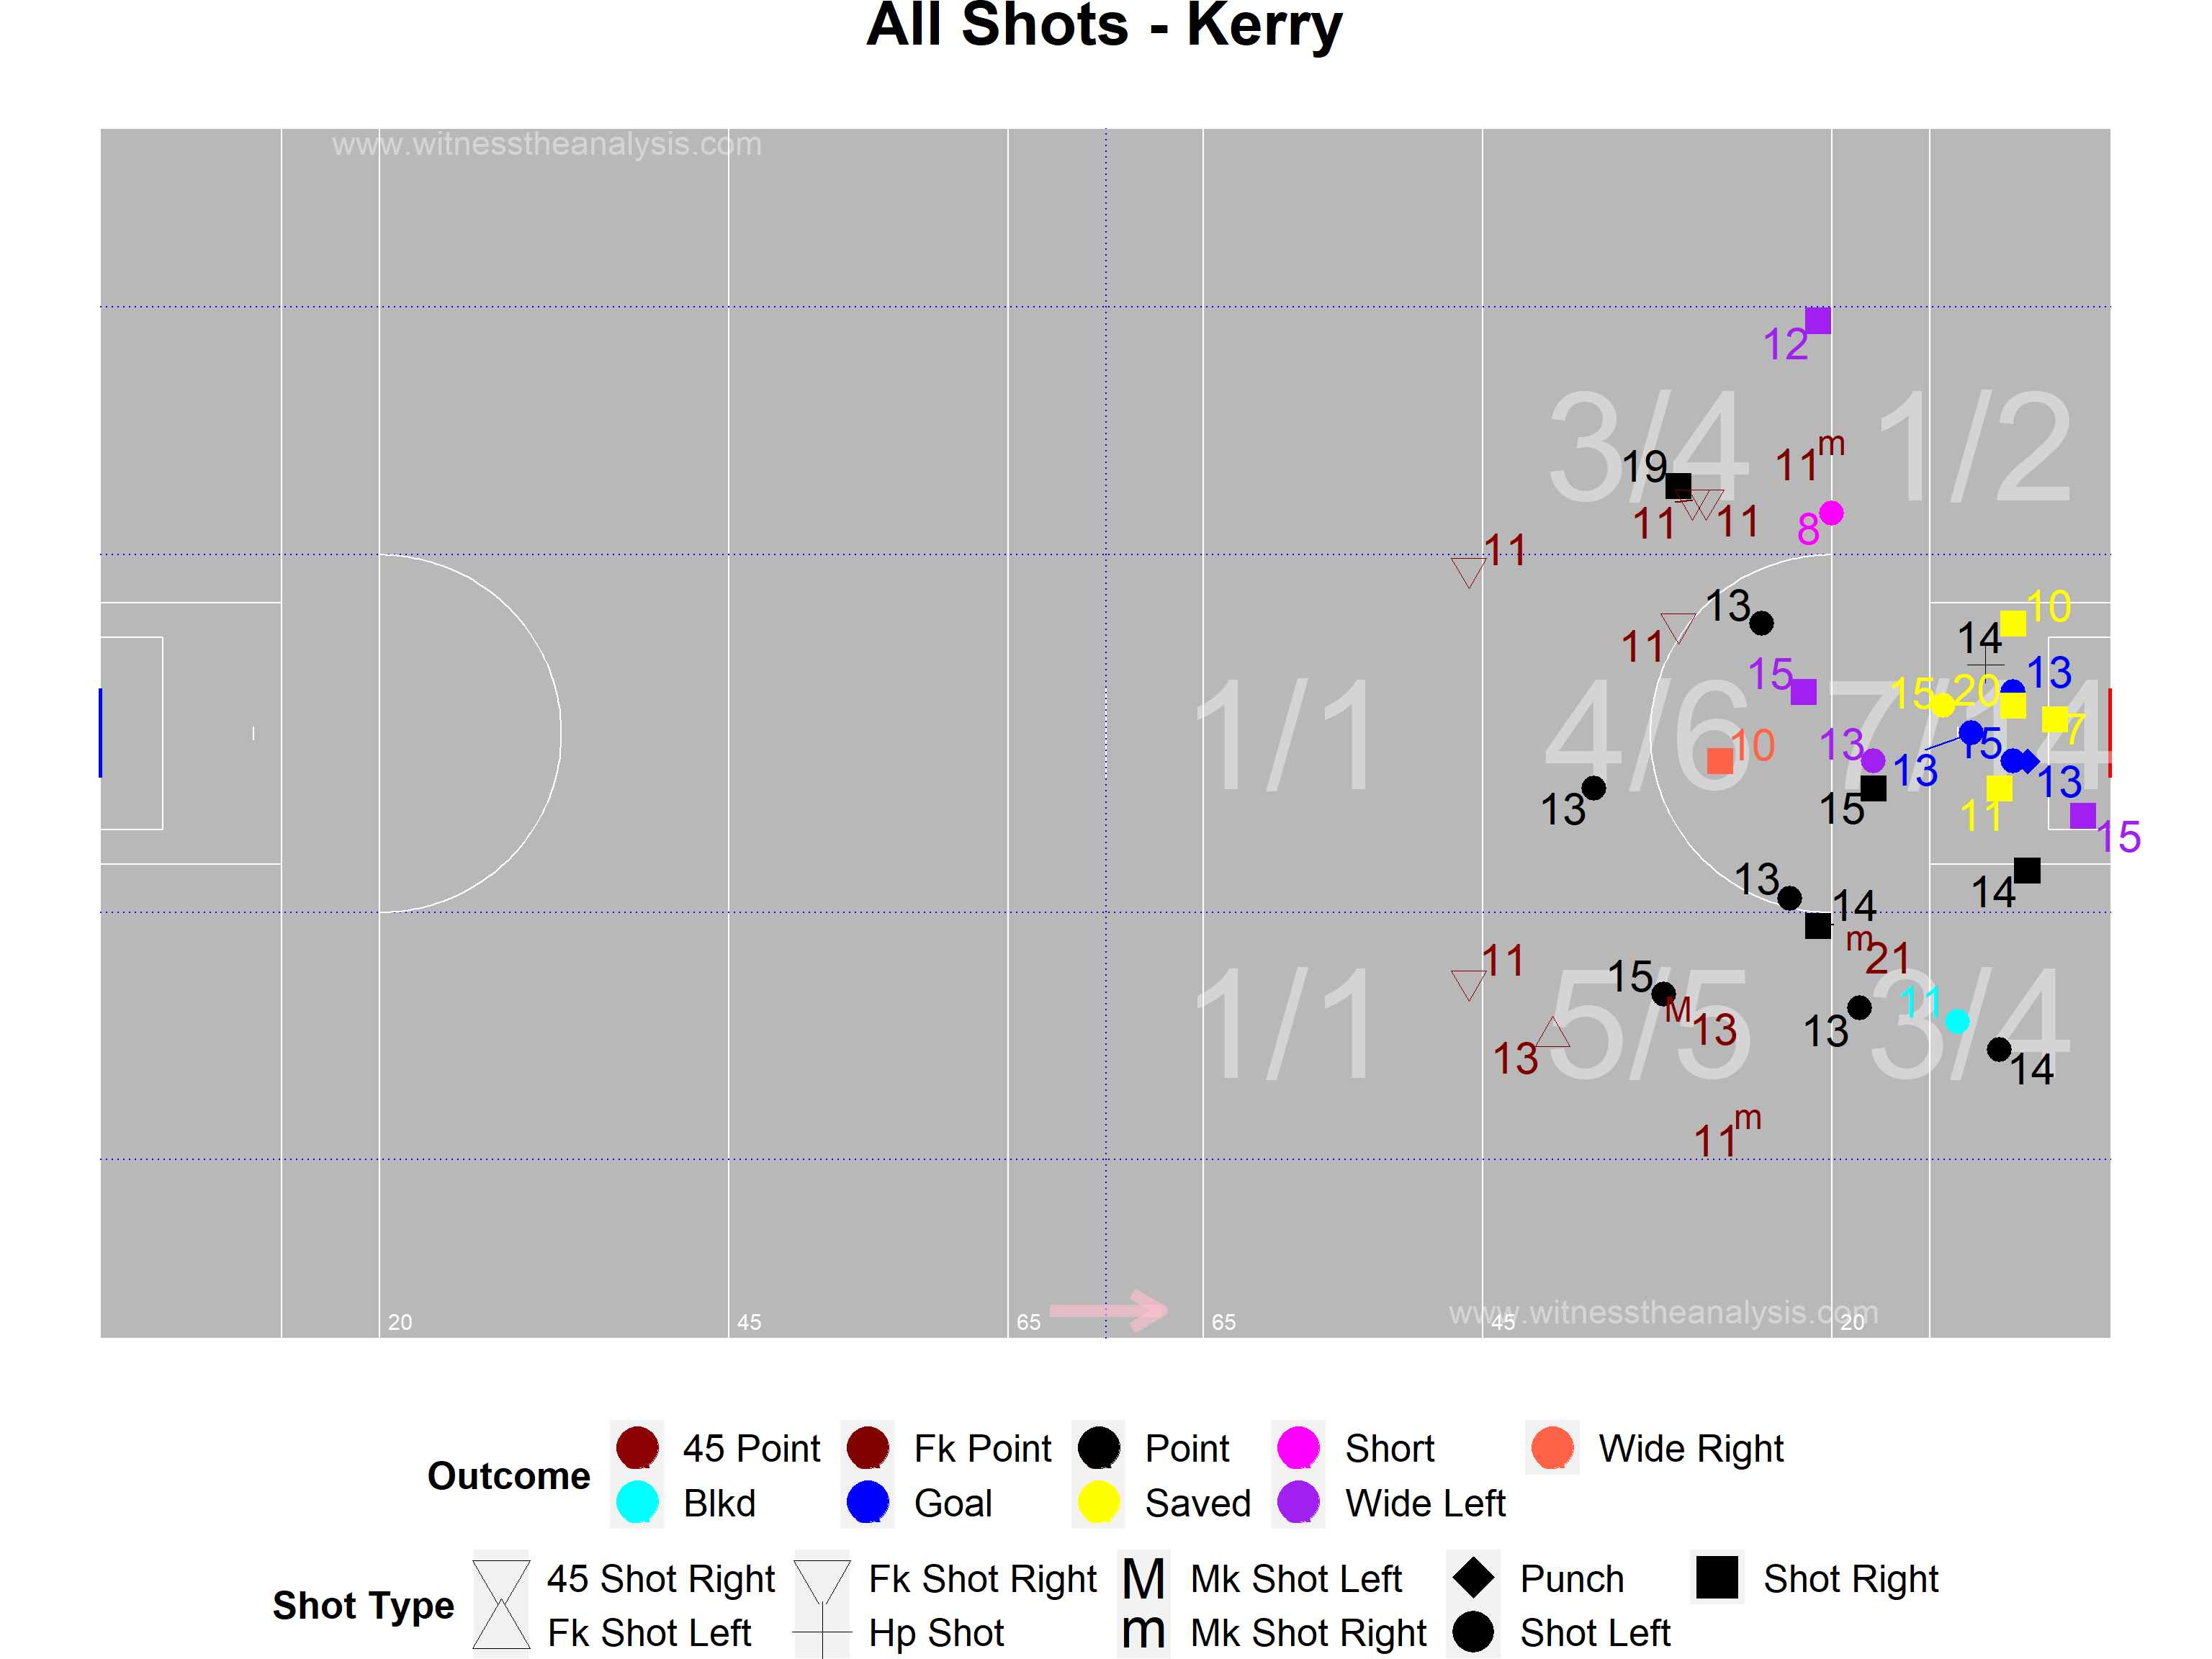 All Shots - Kerry
www.witnesstheanalysis.com
12
3/4
1/2
11
m
19
11
11
8
11
13
10
11
14
15
13
15
20
1/1
4/6
7/14
7
10
13
15
13
13
13
15
11
15
13
14
14
m
21
11
15
M
13
13
11
1/1
5/5
3/4
13
14
m
11
www.witnesstheanalysis.com
20
45
65
65
45
20
Outcome
45 Point
Fk Point
Point
Short
Wide Right
Blkd
Goal
Saved
Wide Left
Shot Type
45 Shot Right
Fk Shot Right
M
Mk Shot Left
Punch
Shot Right
Fk Shot Left
Hp Shot
m
Mk Shot Right
Shot Left